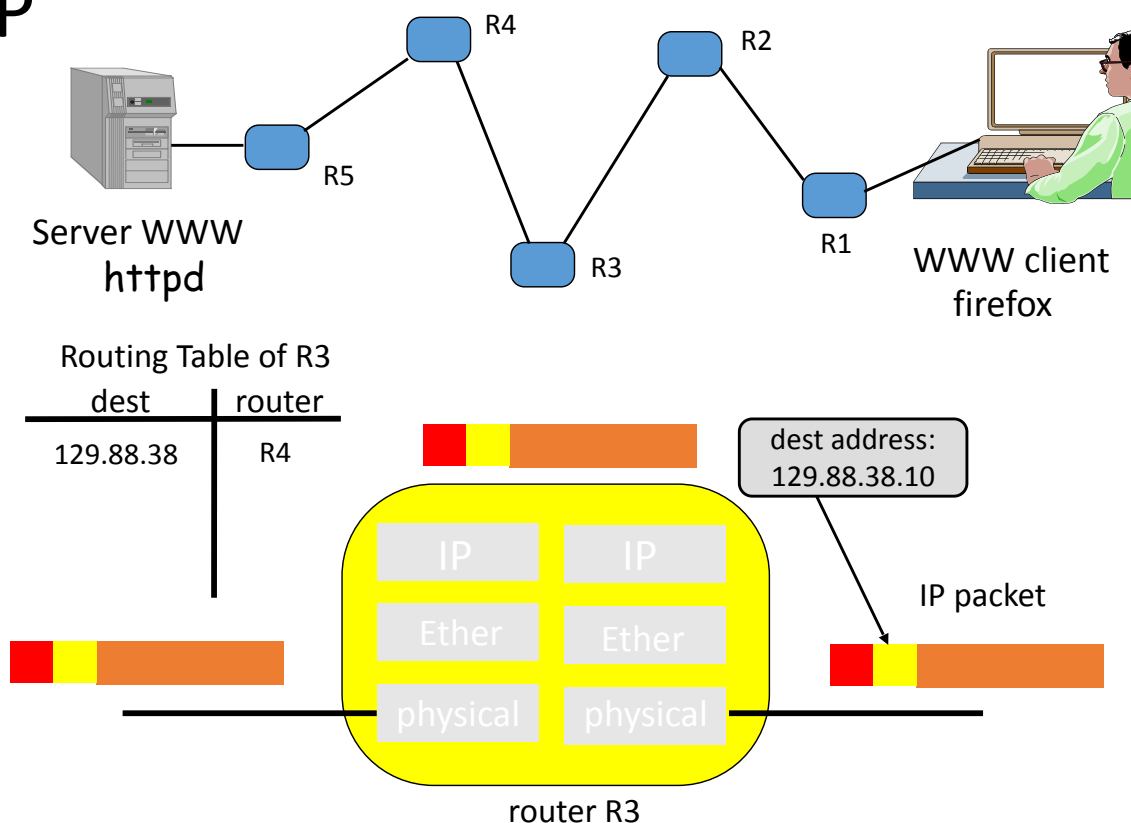 P
R4
R2
R5
R3
R1
Server WWW
httpd
WWW client
firefox
Routing Table of R3
dest router
129.88.38 R4
dest address:
129.88.38.10
IP IP
IP packet
Ether Ether
physical physical
router R3